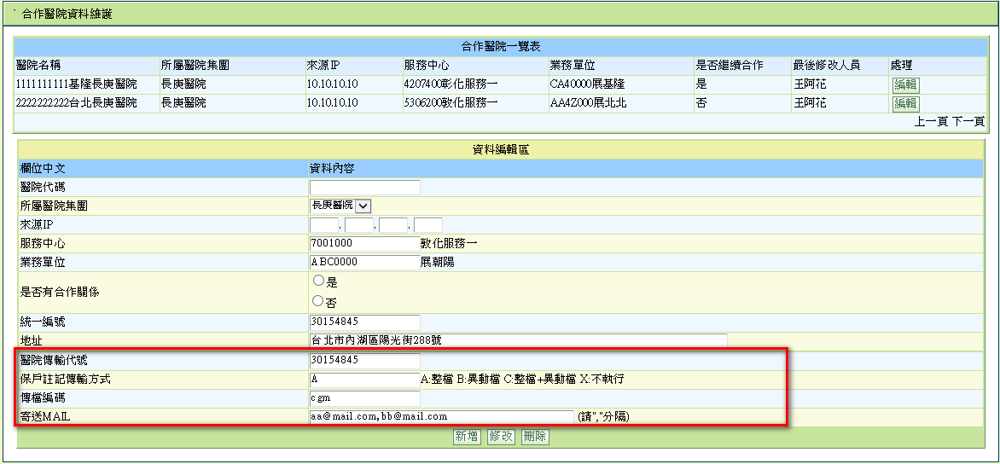 合作醫院資料維護
合作醫院一覽表
醫院名稱 所屬醫院集團 來源IP 服務中心 業務單位 是否繼續合作 最後修改人員 處理
1111111111基隆長庚醫院 長庚醫院 10.10.10.10 4207400彰化服務一 CA40000展基隆 是 王阿花 編輯
2222222222台北長庚醫院 長庚醫院 10.10.10.10 5306200敦化服務一 AA4Z000展北北 否 王阿花 編輯
上一頁 下一頁
資料編輯區
欄位中文 資料內容
醫院代碼
所屬醫院集團 長庚醫院
來源IP . . .
服務中心 7001000 敦化服務一
業務單位 ABC0000 展朝陽
是否有合作關係
是
否
統一編號 30154845
地址 台北市內湖區陽光街288號
醫院傳輸代號 30154845
保戶註記傳輸方式 A A:整檔 B:異動檔 C:整檔+異動檔 X:不執行
傳檔編碼 cgm
寄送MAIL aa@mail.com,bb@mail.com (請","分隔)
新增 修改 刪除